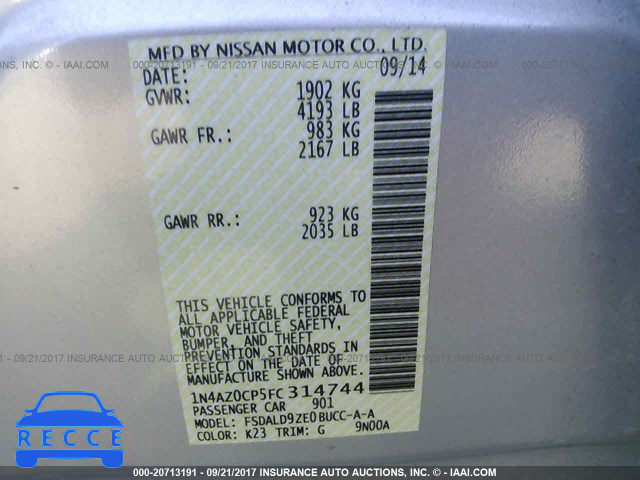 MFD BY NISSAN MOTOR CO., LTD.
DATE: 09/14
GVWR: 1902 KG
4193 LB
GAWR FR.: 983 KG
2167 LB
GAWR RR.: 923 KG
2035 LB
THIS VEHICLE CONFORMS TO
ALL APPLICABLE FEDERAL
MOTOR VEHICLE SAFETY,
BUMPER, AND THEFT
PREVENTION STANDARDS IN
EFFECT ON THE DATE OF
MANUFACTURE SHOWN ABOVE.
1N4AZ0CP5FC314744
PASSENGER CAR 901
MODEL: FSDALD9ZE0BUCC-A-A
COLOR: K23 TRIM: G 9N00A
000-20713191 - 09/21/2017 - INSURANCE AUTO AUCTIONS, INC. - IAAI.COM
RECCE